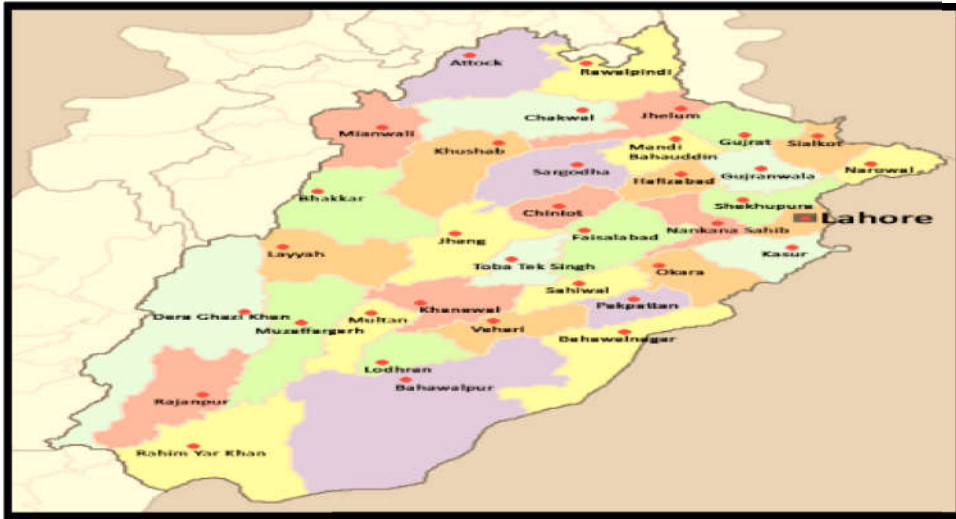 Attock
Rawalpindi
Chakwal
Jhelum
Mianwali
Khushab
Mandi
Bahauddin
Gujrat
Sialkot
Sargodha
Hafizabad
Gujranwala
Narowal
Bhakkar
Chiniot
Shekhupura
Lahore
Nankana Sahib
Faisalabad
Jhang
Layyah
Toba Tek Singh
Okara
Kasur
Sahiwal
Khanewal
Pakpattan
Dera Ghazi Khan
Muzaffargarh
Multan
Vehari
Bahawalnagar
Lodhran
Bahawalpur
Rajanpur
Rahim Yar Khan